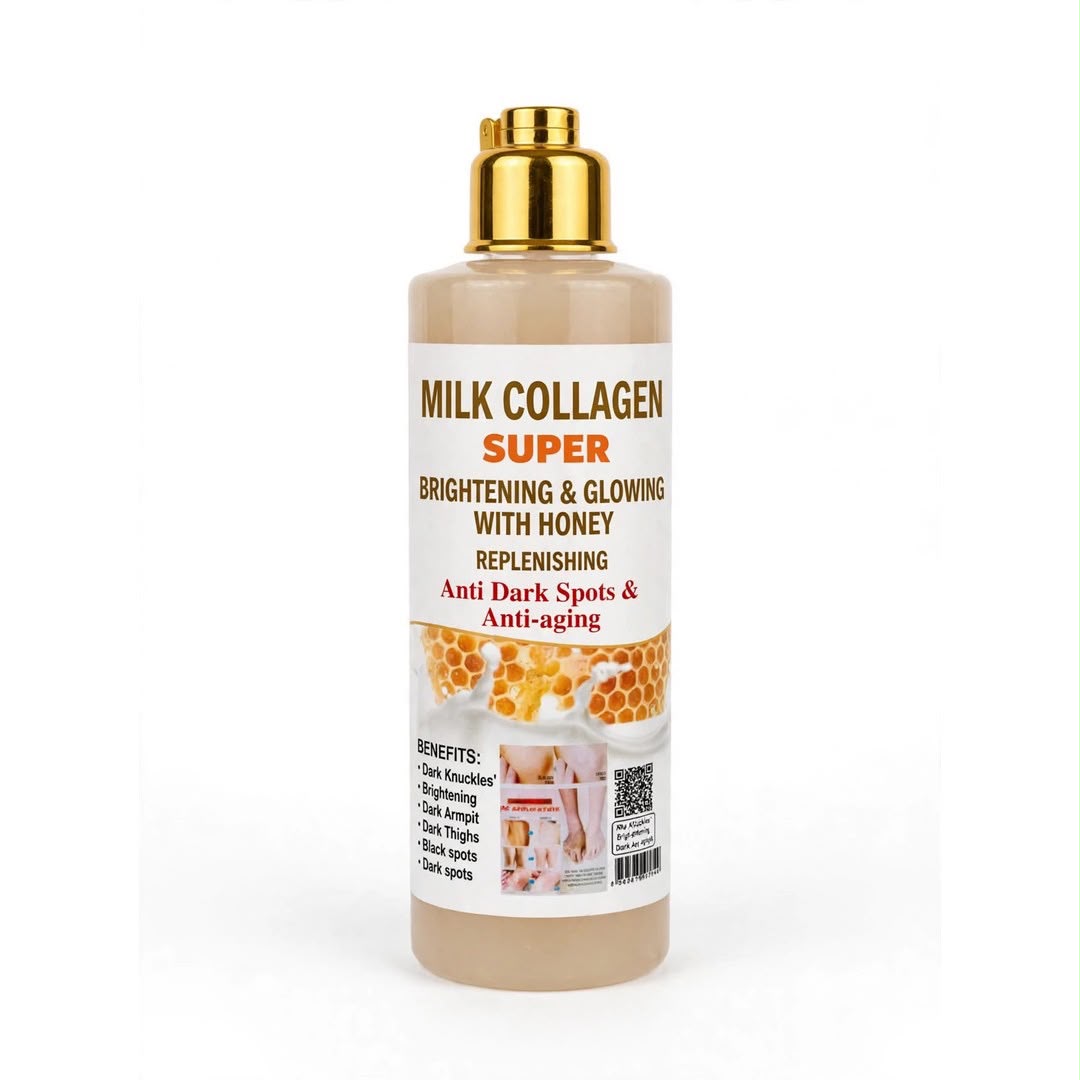 MILK COLLAGEN
SUPER
BRIGHTENING & GLOWING
WITH HONEY
REPLENISHING
Anti Dark Spots &
Anti-aging
BENEFITS:
• Dark Knuckles'
• Brightening
• Dark Armpit
• Dark Thighs
• Black spots
• Dark spots